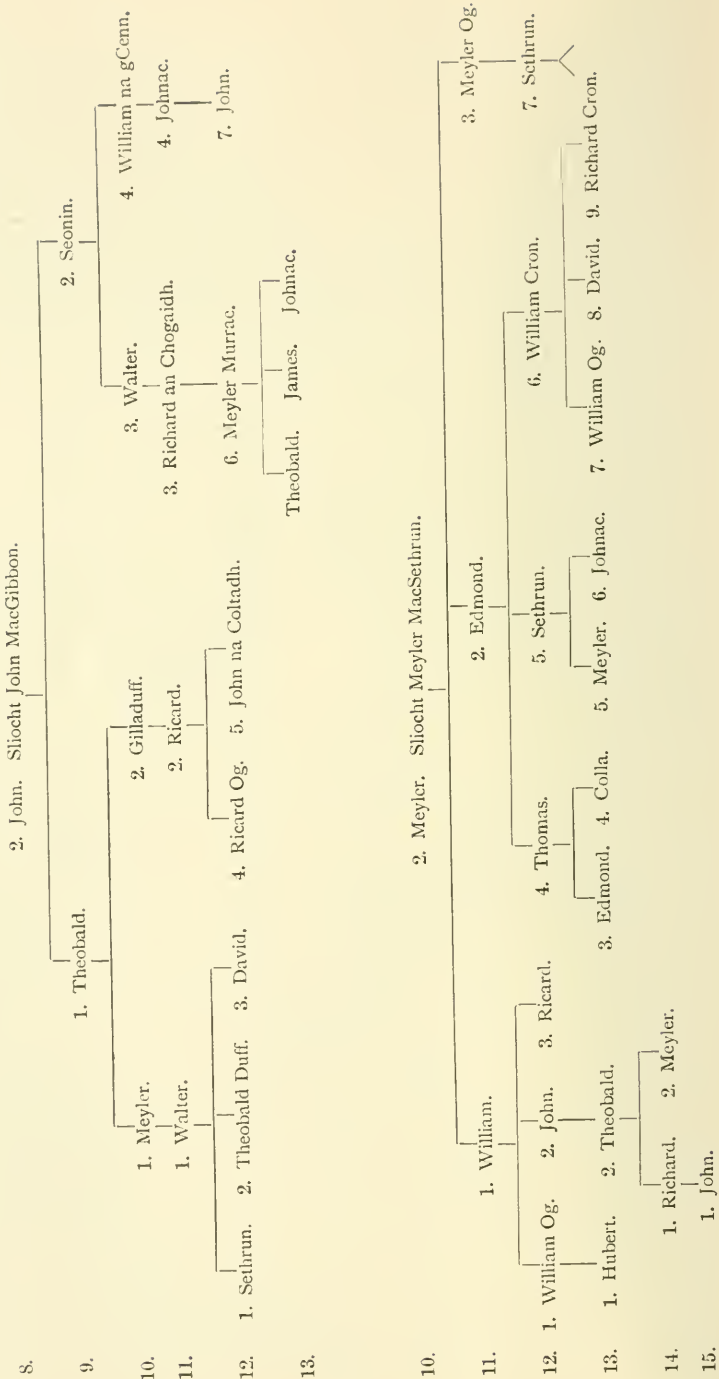 8. 2. John. Sliocht John MacGibbon.
9. 1. Theobald. 2. Seonin.
10. 1. Meyler. 2. Gilladuff. 3. Walter. 4. William na gCenn.
11. 1. Walter. 2. Ricard. 3. Richard an Chogaidh. 4. Johnac.
12. 1. Sethrun. 2. Theobald Duff. 3. David. 4. Ricard Og. 5. John na Coltadh. 6. Meyler Murrac. 7. John.
13. Theobald. James. Johnac.
10. 2. Meyler. Sliocht Meyler MacSethrun.
11. 1. William. 2. Edmond. 3. Meyler Og.
12. 1. William Og. 2. John. 3. Ricard. 4. Thomas. 5. Sethrun. 6. William Cron. 7. Sethrun.
13. 1. Hubert. 2. Theobald. 3. Edmond. 4. Colla. 5. Meyler. 6. Johnac. 7. William Og. 8. David. 9. Richard Cron.
14. 1. Richard. 2. Meyler.
15. 1. John.